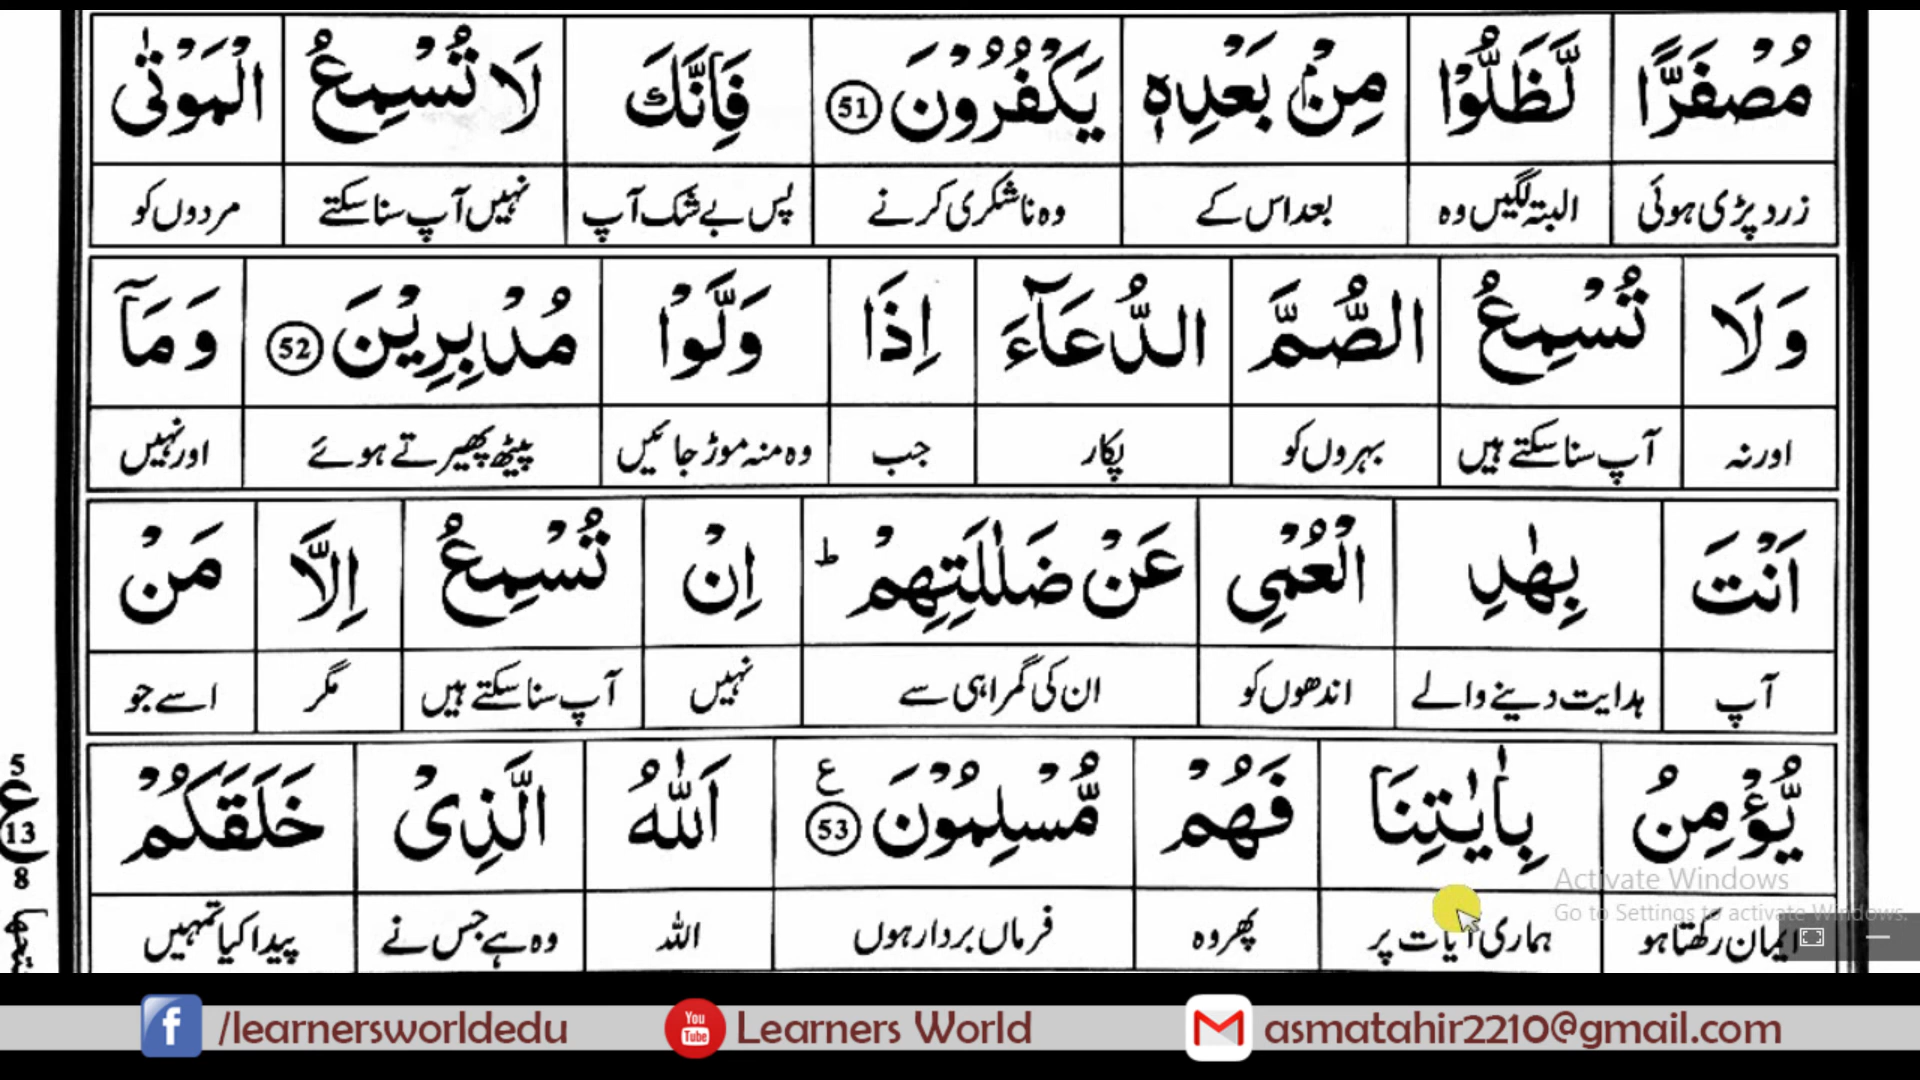 مُصْفَرًّا لَّظَلُّوْا مِنْۢ بَعْدِهٖ يَكْفُرُوْنَ 51 فَاِنَّكَ لَا تُسْمِعُ الْمَوْتٰى
زرد پڑی ہوئی البتہ لگیں وہ بعد اس کے وہ ناشکری کرنے پس بے شک آپ نہیں آپ سنا سکتے مردوں کو
وَلَا تُسْمِعُ الصُّمَّ الدُّعَآءَ اِذَا وَلَّوْا مُدْبِرِيْنَ 52 وَمَآ
اور نہ آپ سنا سکتے ہیں بہروں کو پکار جب وہ منہ موڑ جائیں پیٹھ پھیرتے ہوئے اور نہیں
اَنْتَ بِهٰدِ الْعُمْيِ عَنْ ضَلٰلَتِهِمْ ؕ اِنْ تُسْمِعُ اِلَّا مَنْ
آپ ہدایت دینے والے اندھوں کو ان کی گمراہی سے نہیں آپ سنا سکتے ہیں مگر اسے جو
يُّؤْمِنُ بِاٰيٰتِنَا فَهُمْ مُّسْلِمُوْنَ 53 ع اَللّٰهُ الَّذِىْ خَلَقَكُمْ
ایمان رکھتا ہو ہماری آیات پر پھر وہ فرماں بردار ہوں اللہ وہ ہے جس نے پیدا کیا تمہیں
5
ع
13
8
Activate Windows
Go to Settings to activate Windows.
/learnersworldedu You Tube Learners World asmatahir2210@gmail.com